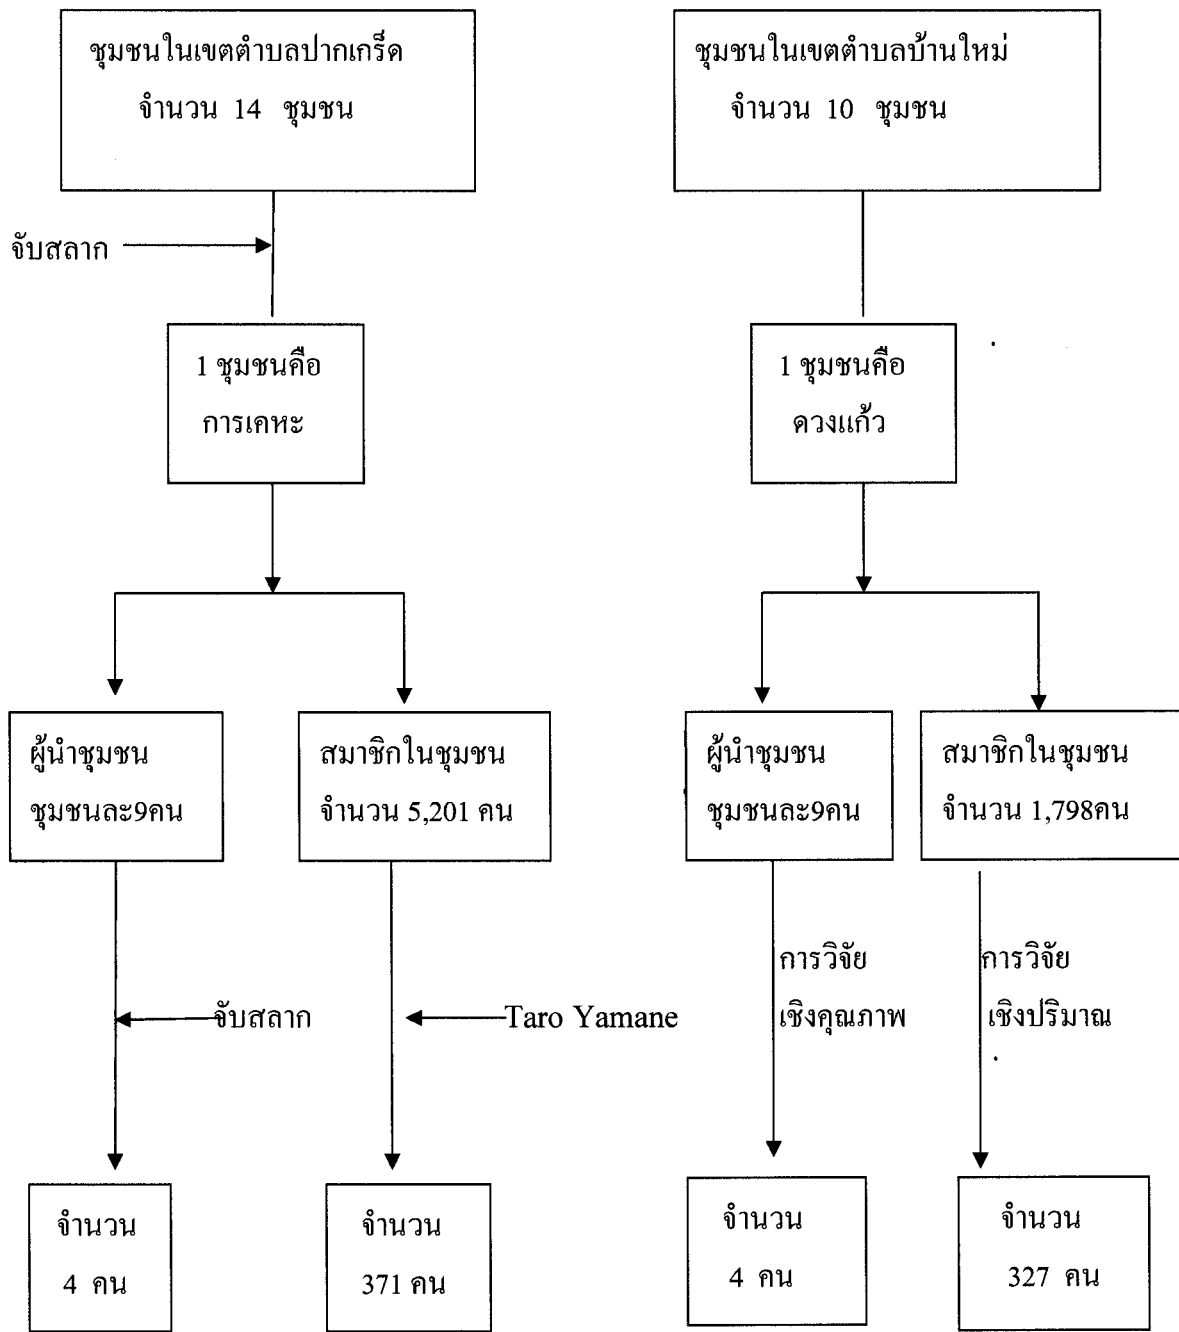 ชุมชนในเขตตำบลปากเกร็ด
จำนวน 14 ชุมชน
ชุมชนในเขตตำบลบ้านใหม่
จำนวน 10 ชุมชน
จับสลาก
1 ชุมชนคือ
การเคหะ
1 ชุมชนคือ
ดวงแก้ว
ผู้นำชุมชน
ชุมชนละ9คน
สมาชิกในชุมชน
จำนวน 5,201 คน
ผู้นำชุมชน
ชุมชนละ9คน
สมาชิกในชุมชน
จำนวน 1,798คน
จับสลาก
Taro Yamane
การวิจัย
เชิงคุณภาพ
การวิจัย
เชิงปริมาณ
จำนวน
4 คน
จำนวน
371 คน
จำนวน
4 คน
จำนวน
327 คน